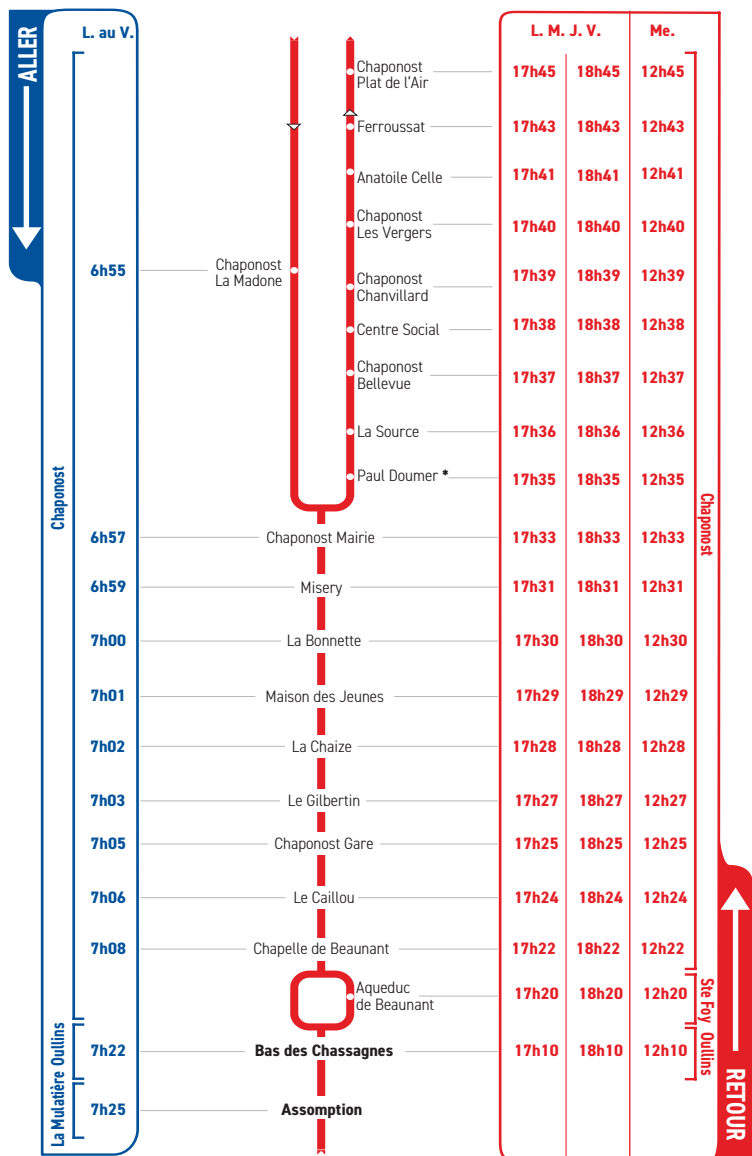 ALLER
L. au V.
L. M. J. V. Me.
Chaponost
Plat de l'Air
17h45 18h45 12h45
Ferroussat 17h43 18h43 12h43
Anatoile Celle 17h41 18h41 12h41
Chaponost
Les Vergers
17h40 18h40 12h40
6h55 Chaponost
La Madone
Chaponost
Chanvillard
17h39 18h39 12h39
Centre Social 17h38 18h38 12h38
Chaponost
Bellevue
17h37 18h37 12h37
La Source 17h36 18h36 12h36
Paul Doumer * 17h35 18h35 12h35
Chaponost
Chaponost
6h57 Chaponost Mairie 17h33 18h33 12h33
6h59 Misery 17h31 18h31 12h31
7h00 La Bonnette 17h30 18h30 12h30
7h01 Maison des Jeunes 17h29 18h29 12h29
7h02 La Chaize 17h28 18h28 12h28
7h03 Le Gilbertin 17h27 18h27 12h27
7h05 Chaponost Gare 17h25 18h25 12h25
7h06 Le Caillou 17h24 18h24 12h24
7h08 Chapelle de Beaunant 17h22 18h22 12h22
Aqueduc
de Beaunant
17h20 18h20 12h20
Ste Foy
Oullins
7h22 Bas des Chassagnes 17h10 18h10 12h10
Oullins
La Mulatière
7h25 Assomption
RETOUR